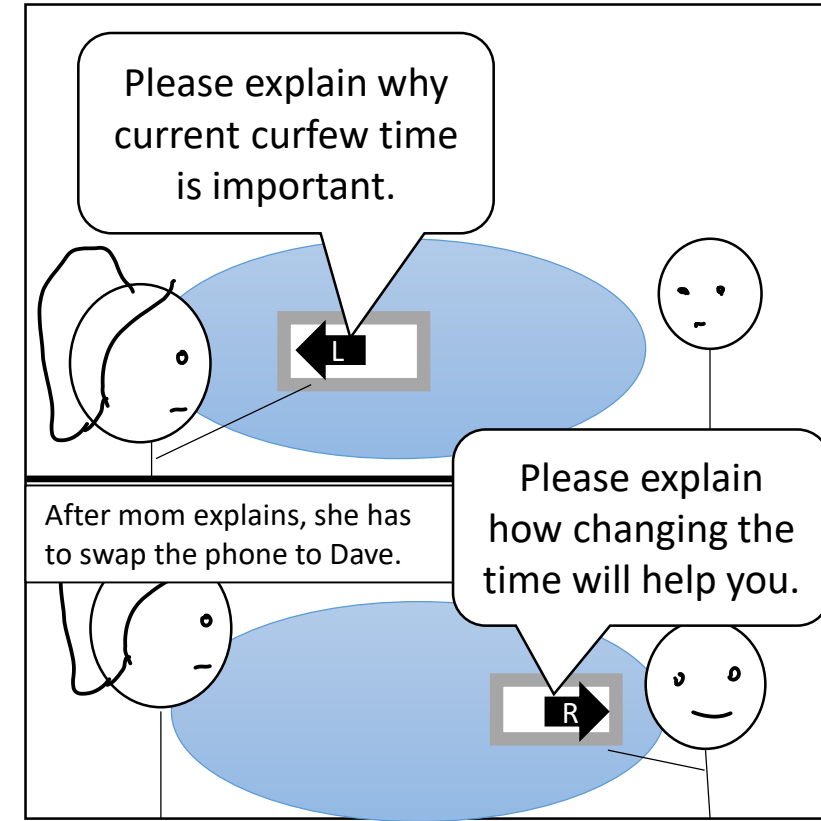 Please explain why
current curfew time
is important.
L
After mom explains, she has
to swap the phone to Dave.
Please explain
how changing the
time will help you.
R